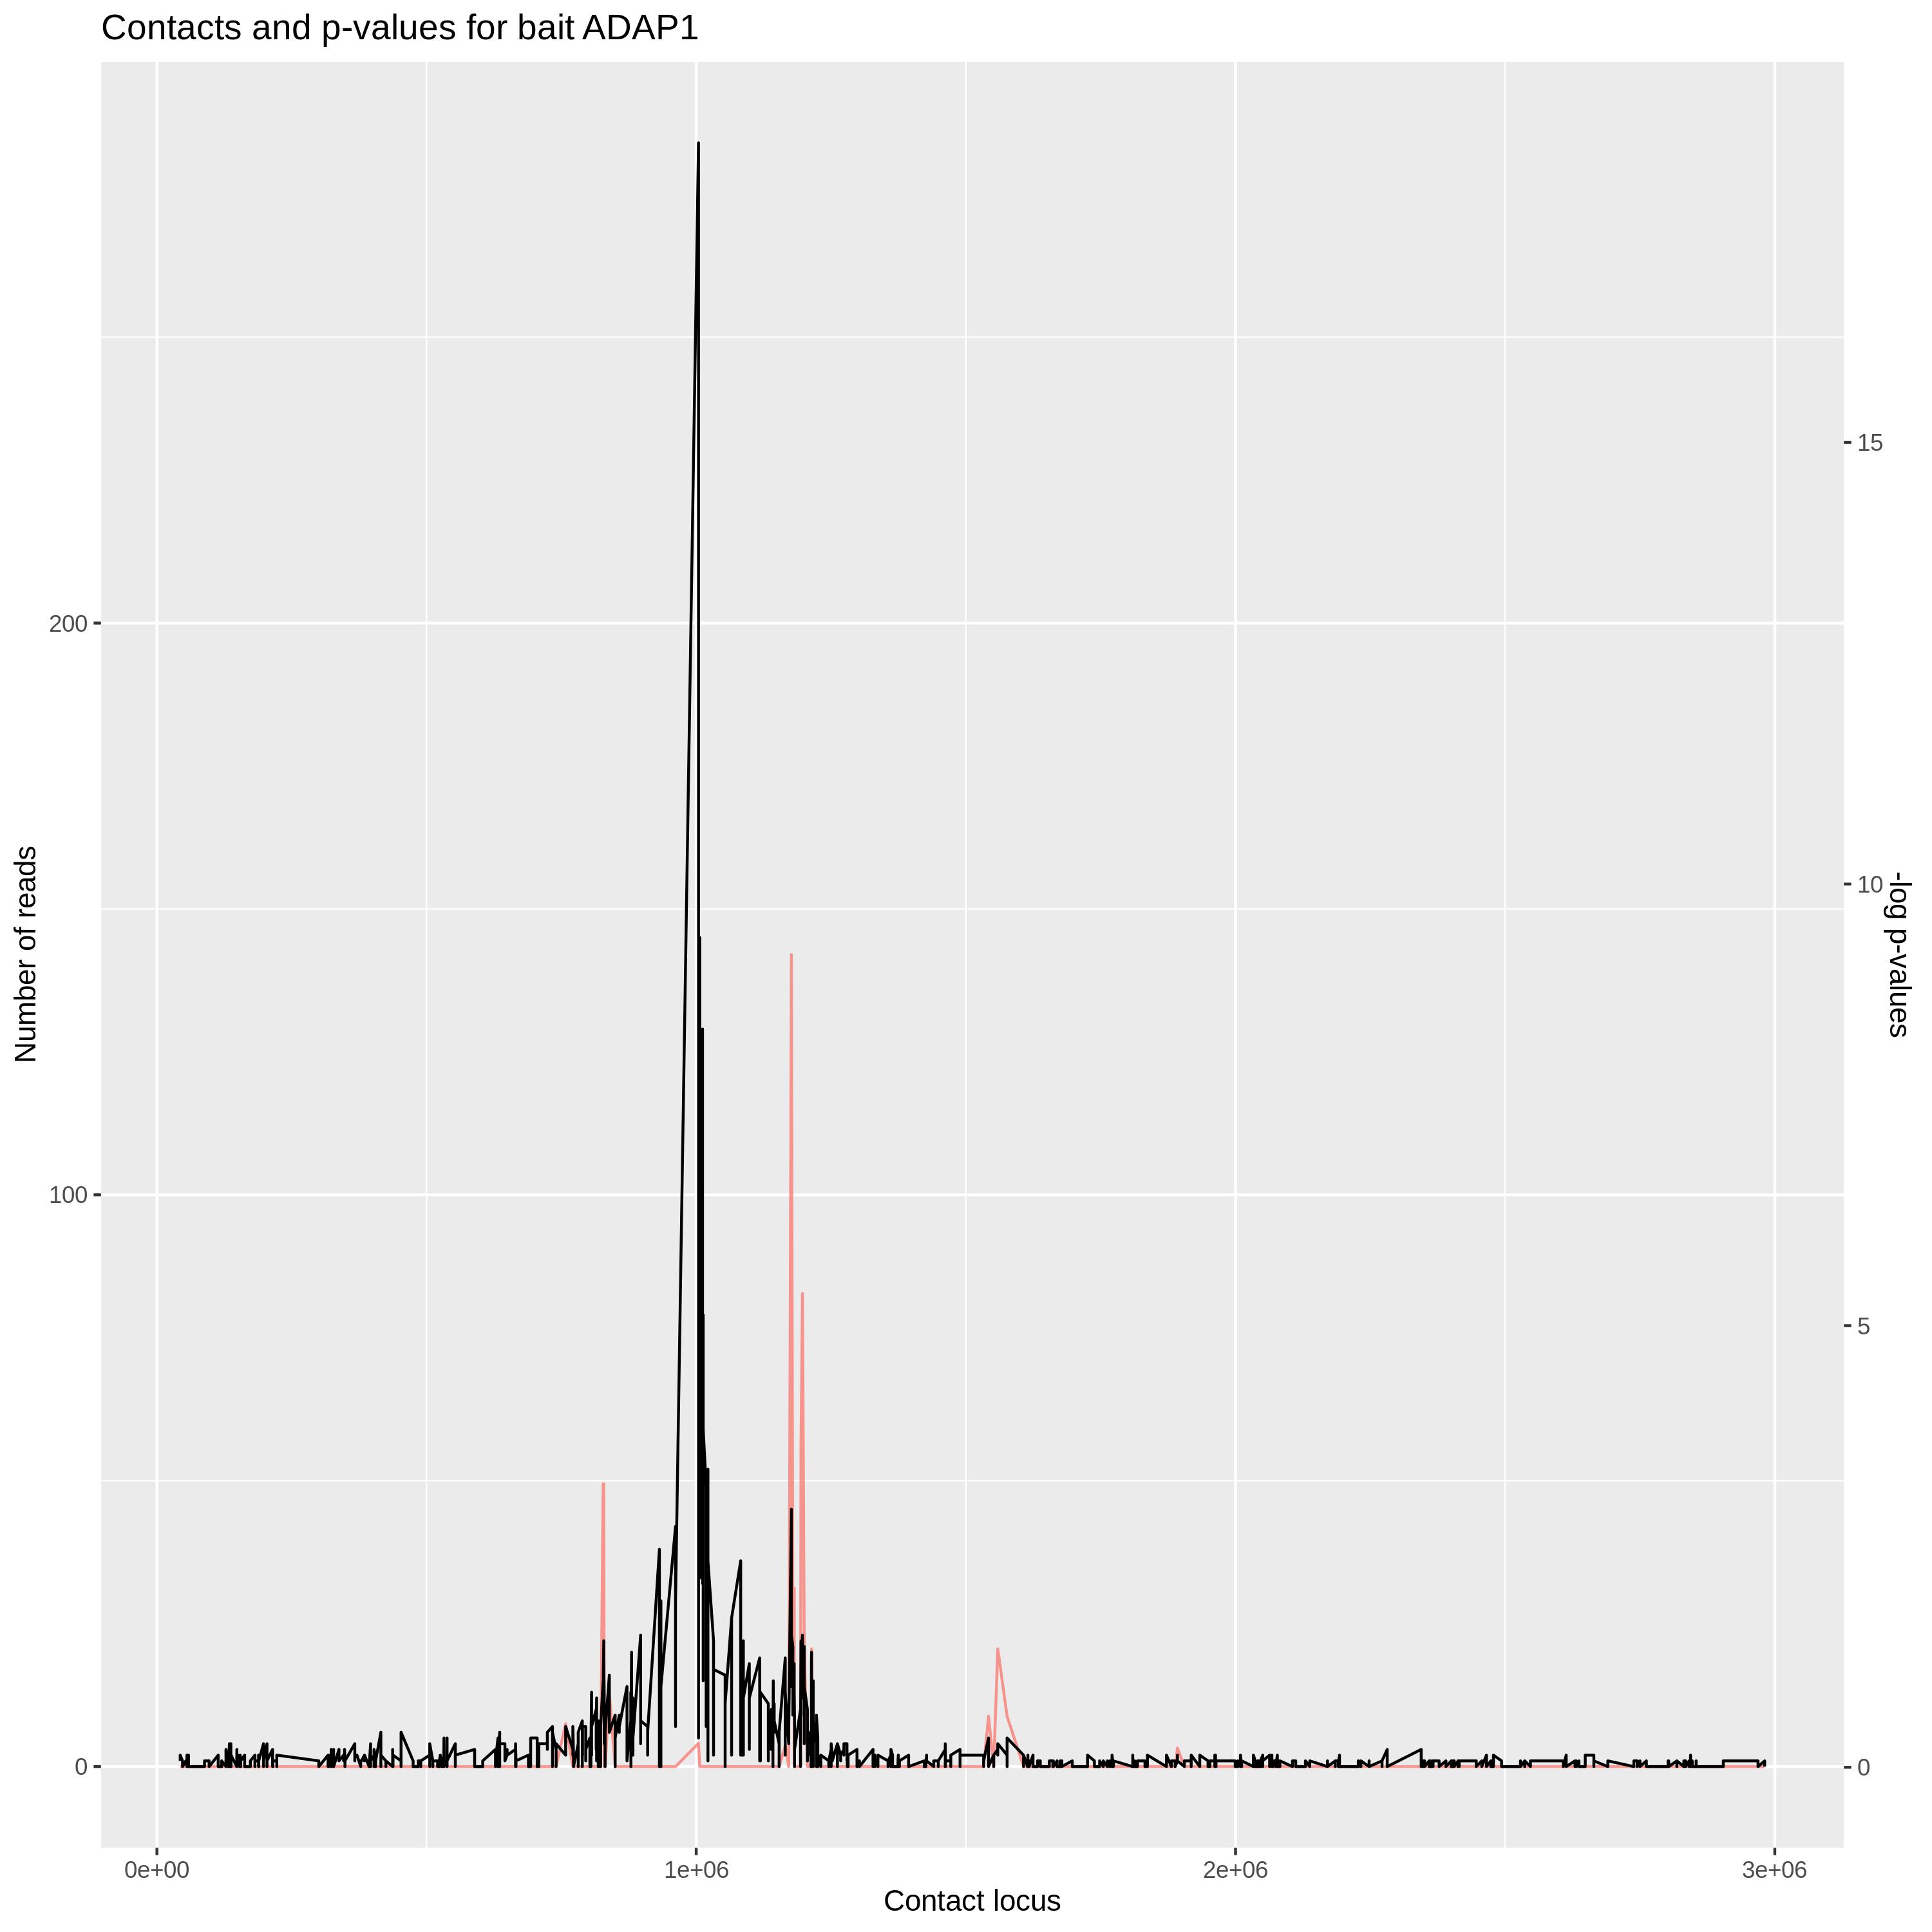 Contacts and p-values for bait ADAP1
Number of reads
200
100
0
15
10
5
0
-log p-values
0e+00 1e+06 2e+06 3e+06
Contact locus